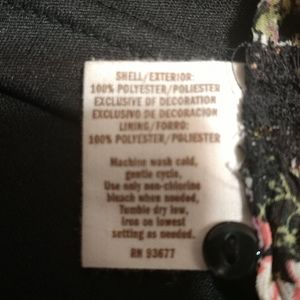 SHELL/EXTERIOR:
100% POLYESTER/POLIESTER
EXCLUSIVE OF DECORATION
EXCLUSIVO DE DECORACION
LINING/FORRO:
100% POLYESTER/POLIESTER
Machine wash cold,
gentle cycle,
Use only non-chlorine
bleach when needed,
Tumble dry low,
iron on lowest
setting as needed.
RN 93677